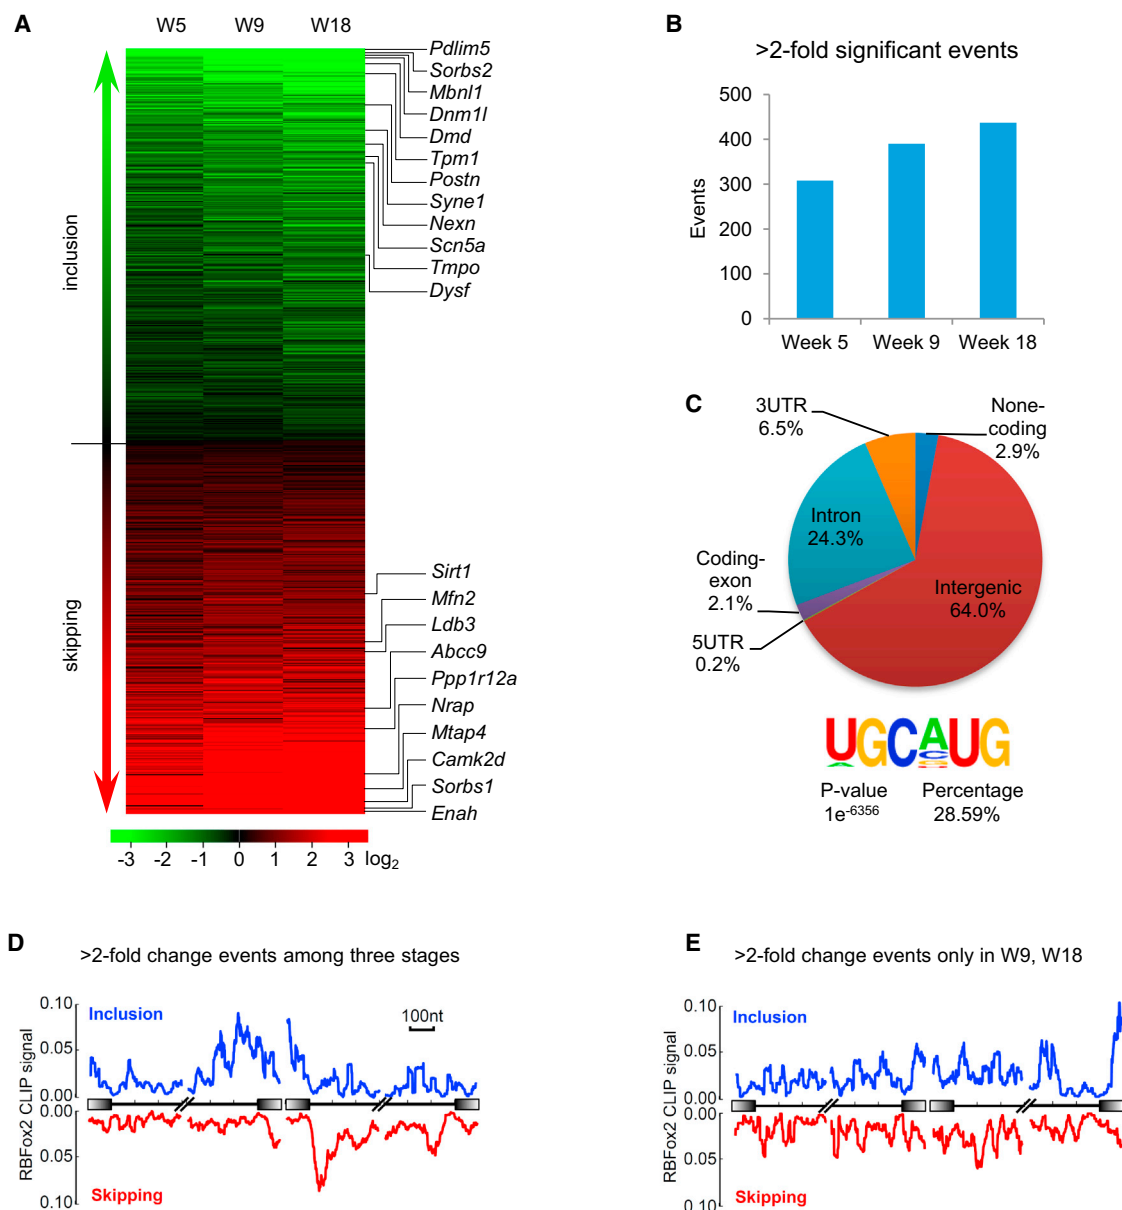 A
W5 W9 W18
inclusion
skipping
Pdlim5
Sorbs2
Mbnl1
Dnm1l
Dmd
Tpm1
Postn
Syne1
Nexn
Scn5a
Tmpo
Dysf
Sirt1
Mfn2
Ldb3
Abcc9
Ppp1r12a
Nrap
Mtap4
Camk2d
Sorbs1
Enah
-3 -2 -1 0 1 2 3 log2
B
>2-fold significant events
Events
500
400
300
200
100
0
Week 5 Week 9 Week 18
C
3UTR
6.5%
None-
coding
2.9%
Intron
24.3%
Coding-
exon
2.1%
Intergenic
64.0%
5UTR
0.2%
UGCAUG
P-value Percentage
1e-6356 28.59%
D
>2-fold change events among three stages
RBFox2 CLIP signal
0.10
0.05
0.00
0.00
0.05
0.10
Inclusion
100nt
Skipping
E
>2-fold change events only in W9, W18
RBFox2 CLIP signal
0.10
0.05
0.00
0.00
0.05
0.10
Inclusion
Skipping